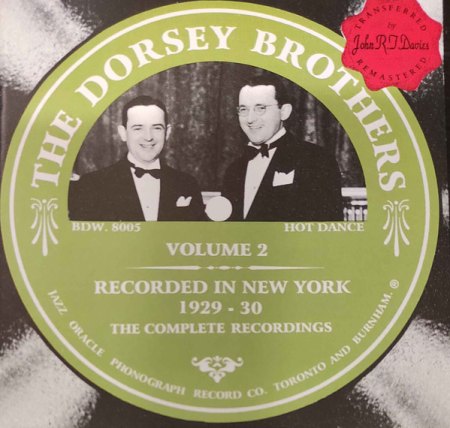 THE DORSEY BROTHERS
TRANSFERRED
by
John R T Davies
REMASTERED
BDW. 8005
HOT DANCE
VOLUME 2
RECORDED IN NEW YORK
1929 - 30
THE COMPLETE RECORDINGS
JAZZ ORACLE PHONOGRAPH RECORD CO. TORONTO AND BURNHAM. ®